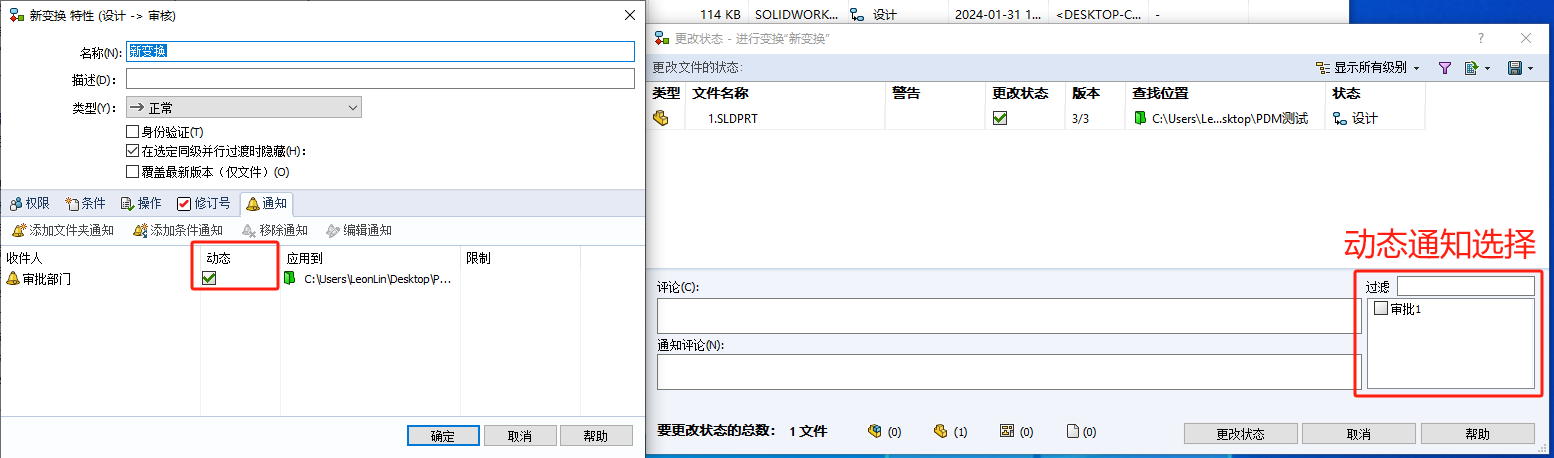 新变换 特性 (设计 -> 审核)
名称(N): 新变换
描述(D):
类型(Y): 正常
身份验证(T)
在选定同级并行过渡时隐藏(H):
覆盖最新版本（仅文件）(O)
权限 条件 操作 修订号 通知
添加文件夹通知 添加条件通知 移除通知 编辑通知
收件人 动态 应用到 限制
审批部门 C:\Users\LeonLin\Desktop\P...
确定 取消 帮助
114 KB SOLIDWORK... 设计 2024-01-31 1... <DESKTOP-C... -
更改状态 - 进行变换“新变换”
更改文件的状态:
显示所有级别
类型 文件名称 警告 更改状态 版本 查找位置 状态
1.SLDPRT 3/3 C:\Users\Le...sktop\PDM测试 设计
动态通知选择
评论(C):
过滤
审批1
通知评论(N):
要更改状态的总数: 1 文件 (0) (1) (0) (0)
更改状态 取消 帮助